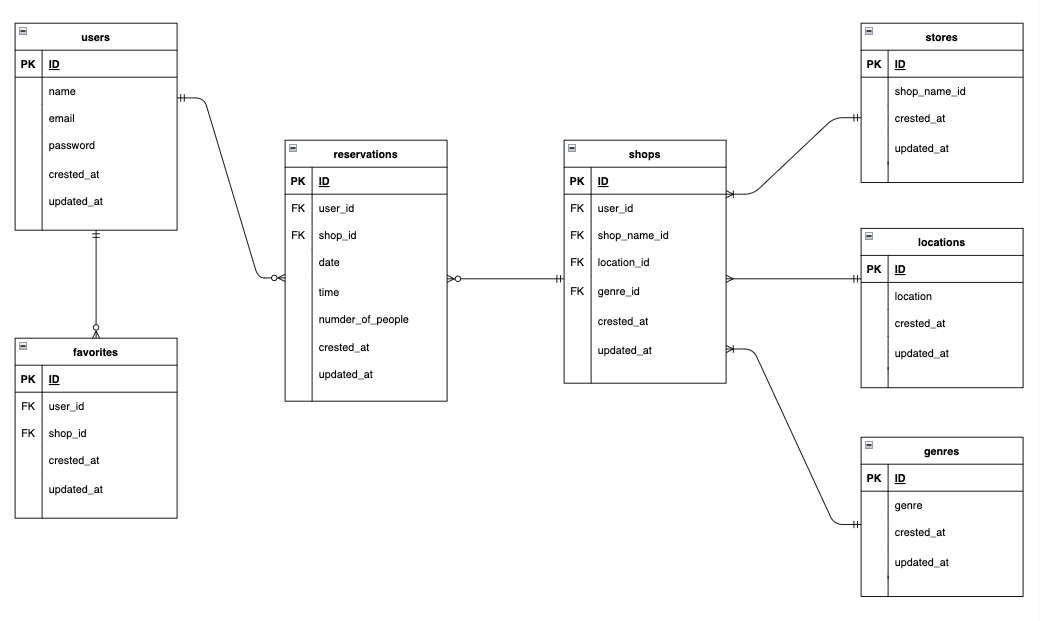 users
PK ID
name
email
password
crested_at
updated_at
favorites
PK ID
FK user_id
FK shop_id
crested_at
updated_at
reservations
PK ID
FK user_id
FK shop_id
date
time
numder_of_people
crested_at
updated_at
shops
PK ID
FK user_id
FK shop_name_id
FK location_id
FK genre_id
crested_at
updated_at
stores
PK ID
shop_name_id
crested_at
updated_at
locations
PK ID
location
crested_at
updated_at
genres
PK ID
genre
crested_at
updated_at